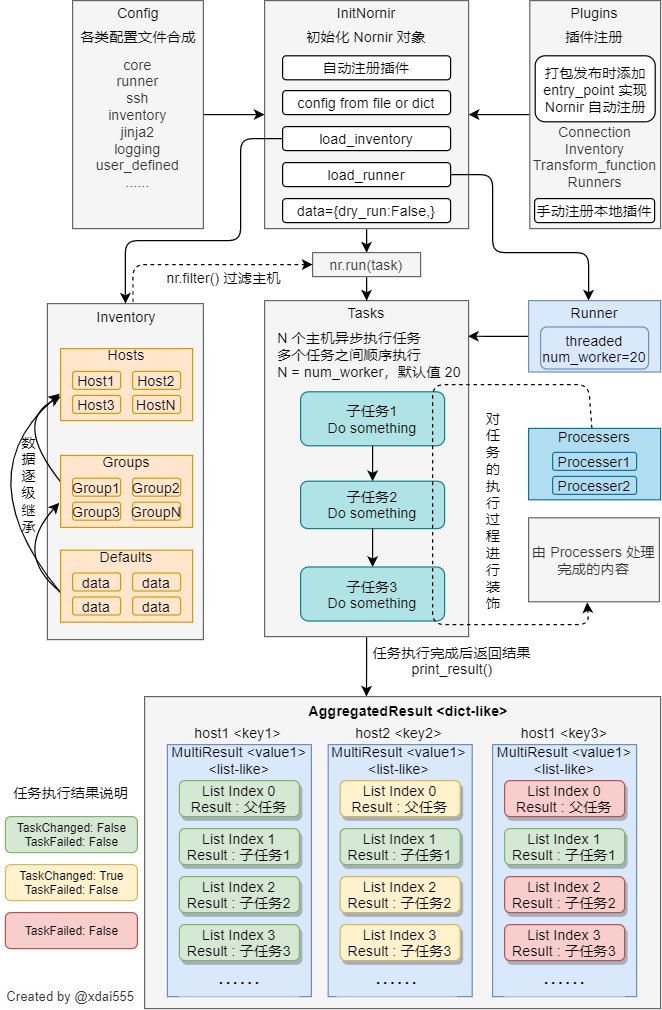 Config
各类配置文件合成
core
runner
ssh
inventory
jinja2
logging
user_defined
......
InitNornir
初始化 Nornir 对象
自动注册插件
config from file or dict
load_inventory
load_runner
data={dry_run:False,}
Plugins
插件注册
打包发布时添加
entry_point 实现
Nornir 自动注册
Connection
Inventory
Transform_function
Runners
手动注册本地插件
nr.filter() 过滤主机
nr.run(task)
Inventory
Hosts
Host1
Host2
Host3
HostN
Groups
Group1
Group2
Group3
GroupN
Defaults
data
data
data
data
数据逐级继承
Tasks
N 个主机异步执行任务
多个任务之间顺序执行
N = num_worker，默认值 20
子任务1
Do something
子任务2
Do something
子任务3
Do something
对任务的执行过程进行装饰
Runner
threaded
num_worker=20
Processers
Processer1
Processer2
由 Processers 处理
完成的内容
任务执行完成后返回结果
print_result()
AggregatedResult <dict-like>
host1 <key1>
MultiResult <value1>
<list-like>
List Index 0
Result : 父任务
List Index 1
Result : 子任务1
List Index 2
Result : 子任务2
List Index 3
Result : 子任务3
......
host2 <key2>
MultiResult <value1>
<list-like>
List Index 0
Result : 父任务
List Index 1
Result : 子任务1
List Index 2
Result : 子任务2
List Index 3
Result : 子任务3
......
host1 <key3>
MultiResult <value1>
<list-like>
List Index 0
Result : 父任务
List Index 1
Result : 子任务1
List Index 2
Result : 子任务2
List Index 3
Result : 子任务3
......
任务执行结果说明
TaskChanged: False
TaskFailed: False
TaskChanged: True
TaskFailed: False
TaskFailed: False
Created by @xdai555